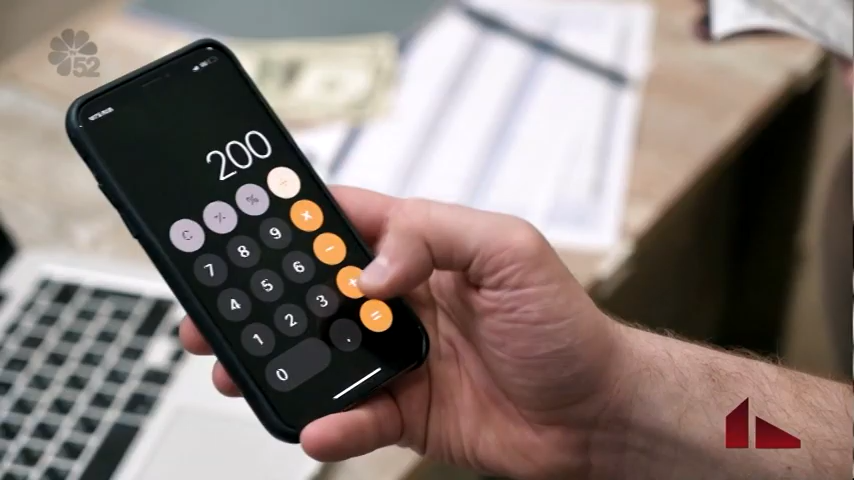 52
200
C ⁺/₋ % ÷
7 8 9 ×
4 5 6 −
1 2 3 +
0 . =